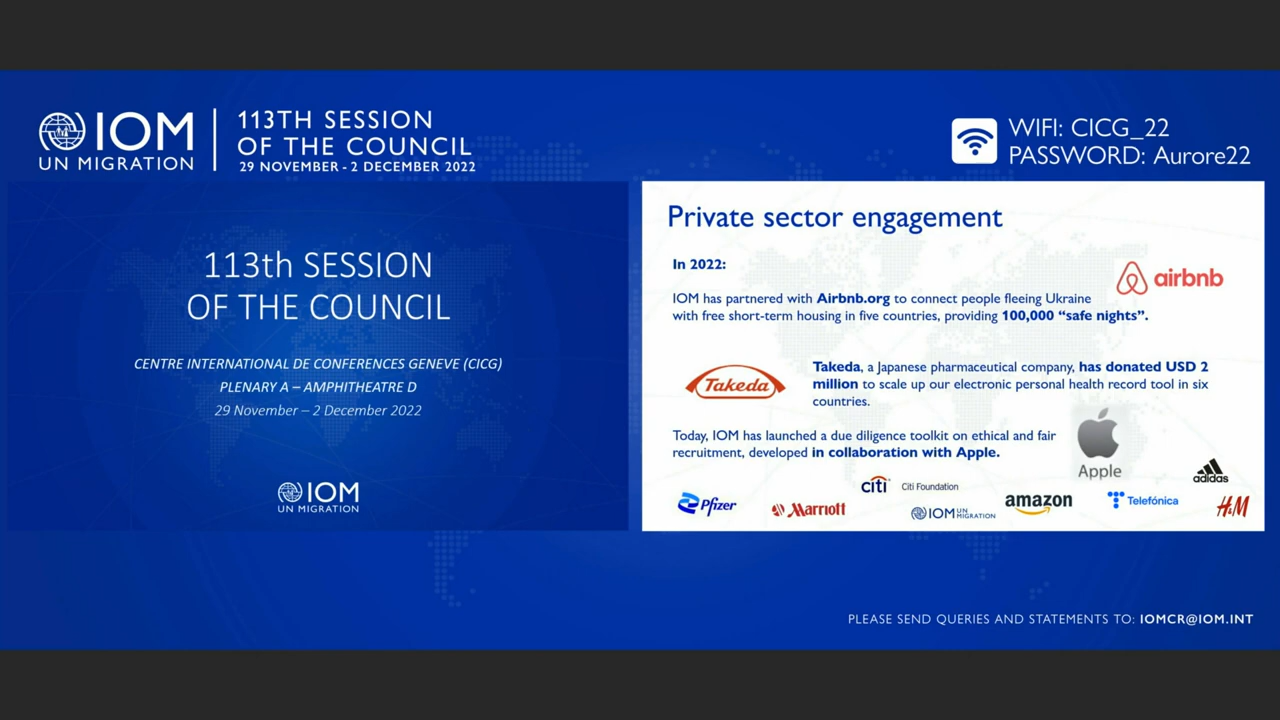 IOM
UN MIGRATION
113TH SESSION
OF THE COUNCIL
29 NOVEMBER - 2 DECEMBER 2022
WIFI: CICG_22
PASSWORD: Aurore22
113th SESSION
OF THE COUNCIL
CENTRE INTERNATIONAL DE CONFERENCES GENEVE (CICG)
PLENARY A – AMPHITHEATRE D
29 November – 2 December 2022
IOM
UN MIGRATION
Private sector engagement
In 2022:
airbnb
IOM has partnered with Airbnb.org to connect people fleeing Ukraine
with free short-term housing in five countries, providing 100,000 “safe nights”.
Takeda
Takeda, a Japanese pharmaceutical company, has donated USD 2
million to scale up our electronic personal health record tool in six
countries.
Today, IOM has launched a due diligence toolkit on ethical and fair
recruitment, developed in collaboration with Apple.
Apple
adidas
citi Citi Foundation
Pfizer
Marriott
IOM UN MIGRATION
amazon
Telefónica
H&M
PLEASE SEND QUERIES AND STATEMENTS TO: IOMCR@IOM.INT